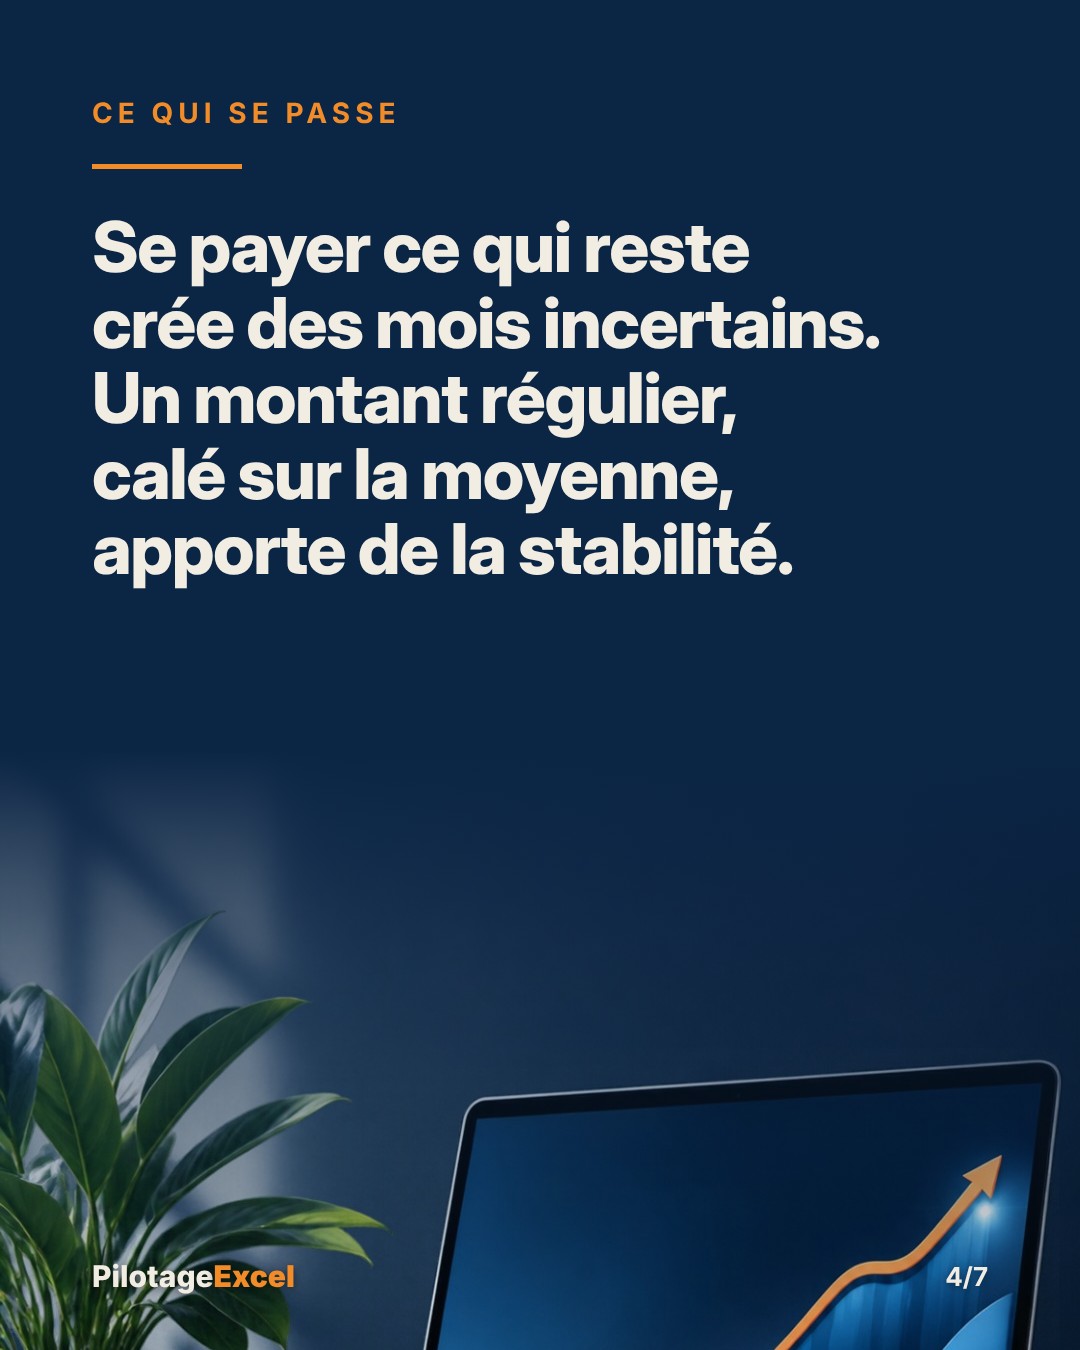 CE QUI SE PASSE
Se payer ce qui reste
crée des mois incertains.
Un montant régulier,
calé sur la moyenne,
apporte de la stabilité.
PilotageExcel
4/7